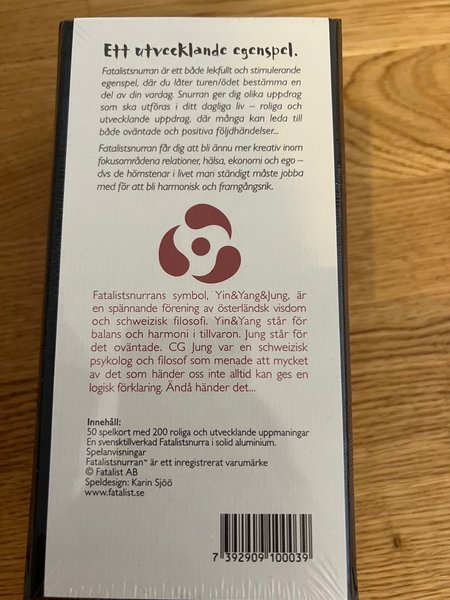 Ett utvecklande egenspel.
Fatalistsnurran är ett både lekfullt och stimulerande
egenspel, där du låter turen/ödet bestämma en
del av din vardag. Snurran ger dig olika uppdrag
som ska utföras i ditt dagliga liv – roliga och
utvecklande uppdrag, där många kan leda till
både oväntade och positiva följdhändelser...
Fatalistsnurran får dig att bli ännu mer kreativ inom
fokusområdena relationer, hälsa, ekonomi och ego –
dvs de hörnstenar i livet man ständigt måste jobba
med för att bli harmonisk och framgångsrik.
Fatalistsnurrans symbol, Yin&Yang&Jung, är
en spännande förening av österländsk visdom
och schweizisk filosofi. Yin&Yang står för
balans och harmoni i tillvaron. Jung står för
det oväntade. CG Jung var en schweizisk
psykolog och filosof som menade att mycket
av det som händer oss inte alltid kan ges en
logisk förklaring. Ändå händer det...
Innehåll:
50 spelkort med 200 roliga och utvecklande uppmaningar
En svensktillverkad Fatalistsnurra i solid aluminium.
Spelanvisningar
Fatalistsnurran™ är ett inregistrerat varumärke
© Fatalist AB
Speldesign: Karin Sjöö
www.fatalist.se
7 392909 100039